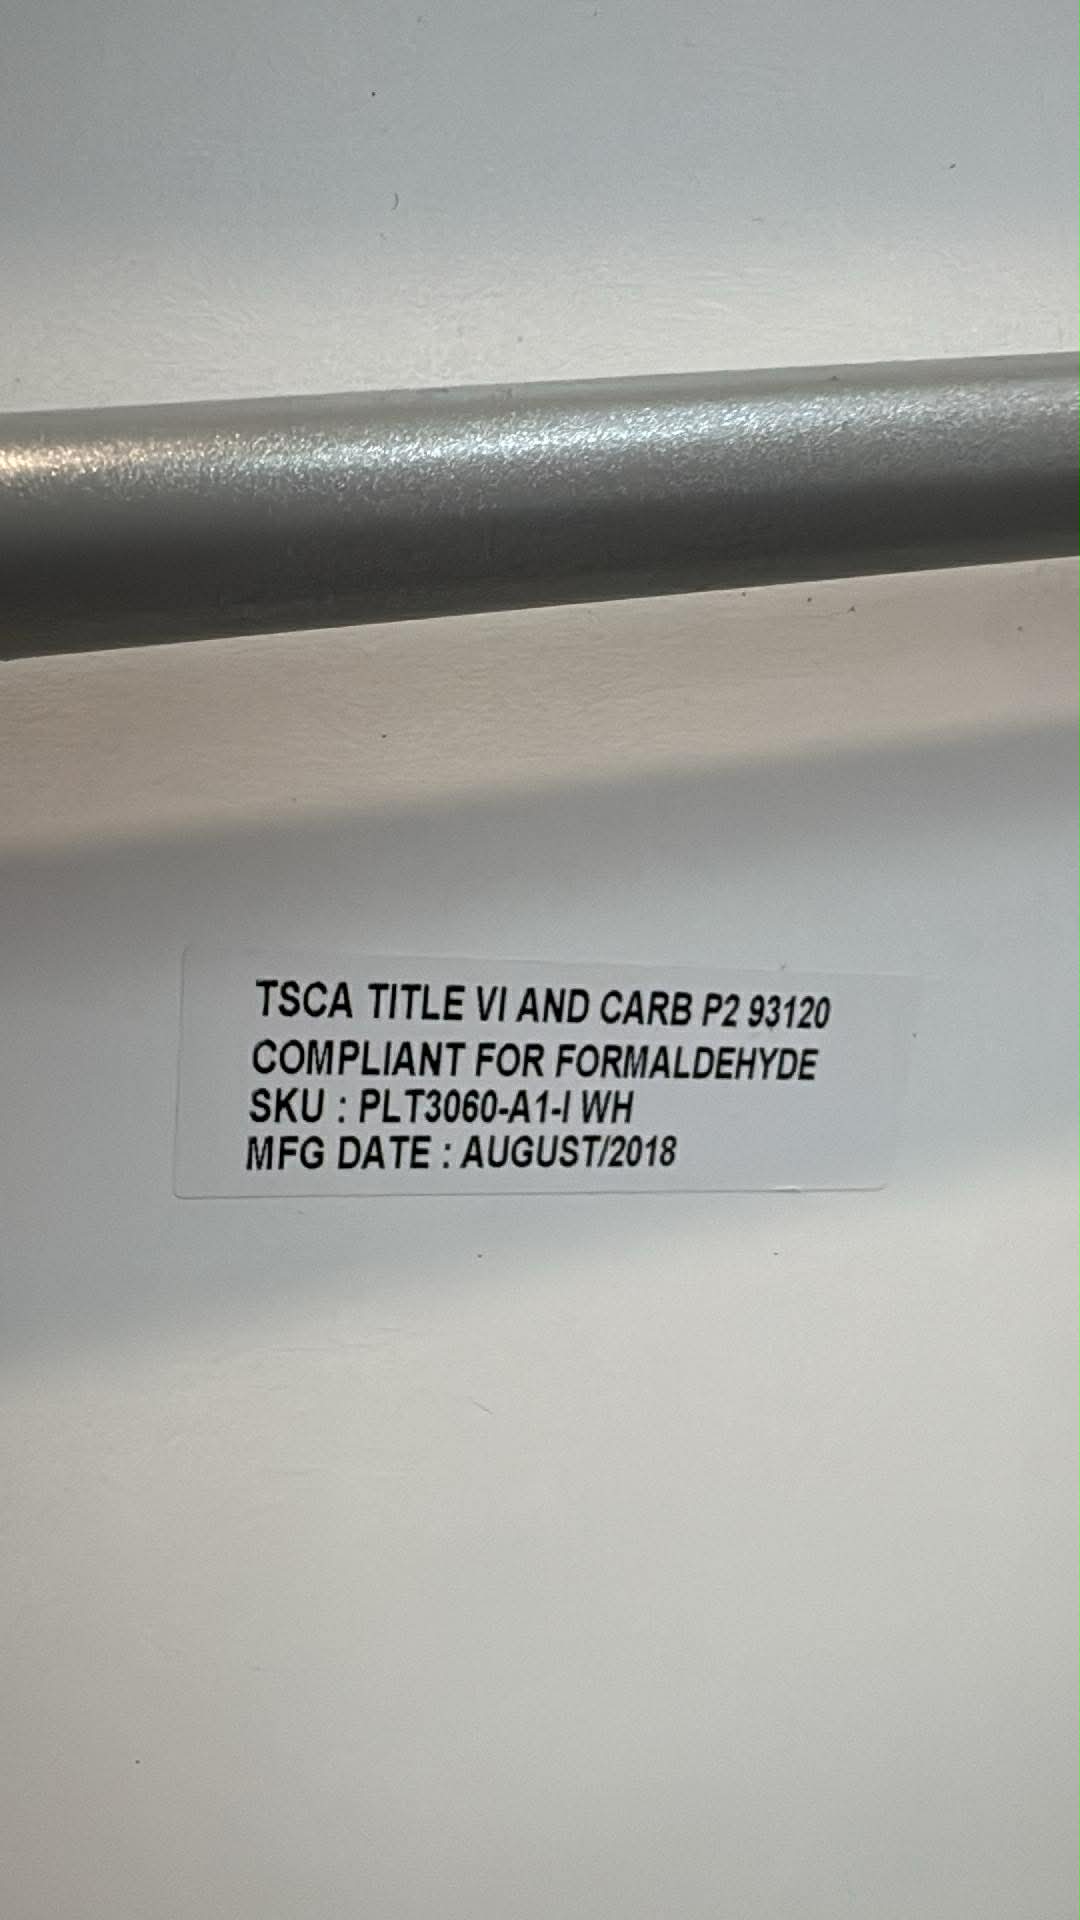 TSCA TITLE VI AND CARB P2 93120
COMPLIANT FOR FORMALDEHYDE
SKU : PLT3060-A1-I WH
MFG DATE : AUGUST/2018